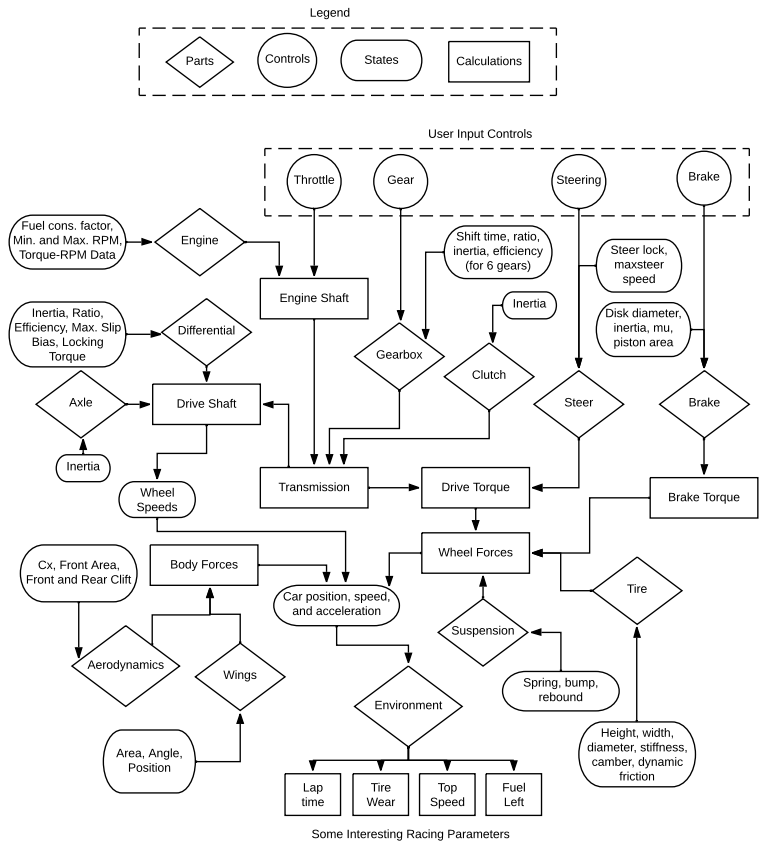 Legend
Parts
Controls
States
Calculations
User Input Controls
Throttle
Gear
Steering
Brake
Fuel cons. factor,
Min. and Max. RPM,
Torque-RPM Data
Engine
Shift time, ratio,
inertia, efficiency
(for 6 gears)
Steer lock,
maxsteer
speed
Engine Shaft
Inertia
Inertia, Ratio,
Efficiency, Max. Slip
Bias, Locking
Torque
Differential
Disk diameter,
inertia, mu,
piston area
Gearbox
Clutch
Axle
Drive Shaft
Steer
Brake
Inertia
Wheel
Speeds
Transmission
Drive Torque
Brake Torque
Cx, Front Area,
Front and Rear Clift
Body Forces
Wheel Forces
Car position, speed,
and acceleration
Tire
Suspension
Aerodynamics
Wings
Spring, bump,
rebound
Environment
Area, Angle,
Position
Height, width,
diameter, stiffness,
camber, dynamic
friction
Lap
time
Tire
Wear
Top
Speed
Fuel
Left
Some Interesting Racing Parameters